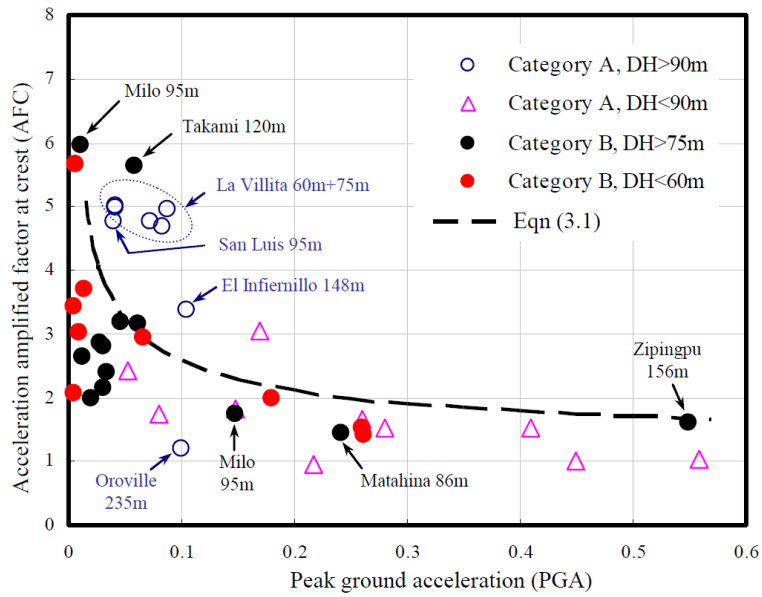 8
7
6
5
4
3
2
1
0
Acceleration amplified factor at crest (AFC)
0
0.1
0.2
0.3
0.4
0.5
0.6
Peak ground acceleration (PGA)
Category A, DH>90m
Category A, DH<90m
Category B, DH>75m
Category B, DH<60m
Eqn (3.1)
Milo 95m
Takami 120m
La Villita 60m+75m
San Luis 95m
El Infiernillo 148m
Zipingpu
156m
Oroville
235m
Milo
95m
Matahina 86m